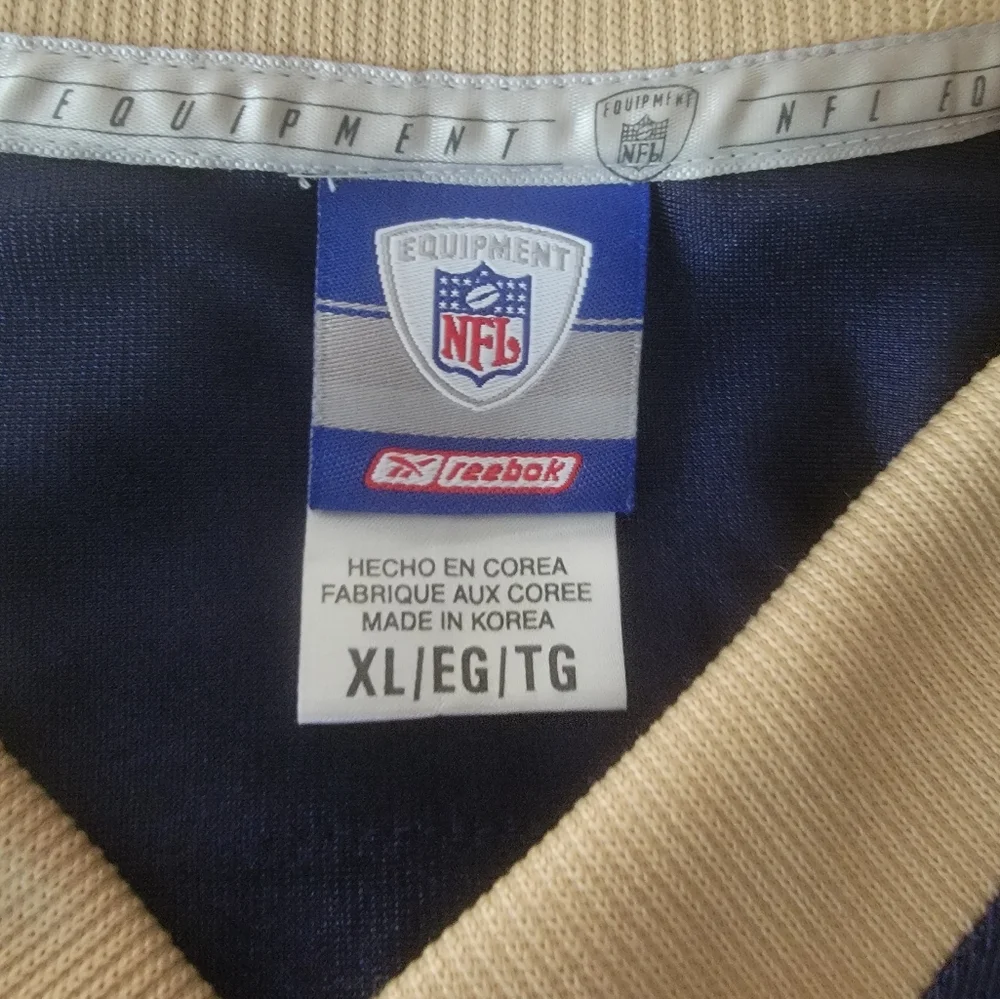 EQUIPMENT
EQUIPMENT
NFL
NFL EQ
EQUIPMENT
NFL
reebok
HECHO EN COREA
FABRIQUE AUX COREE
MADE IN KOREA
XL/EG/TG